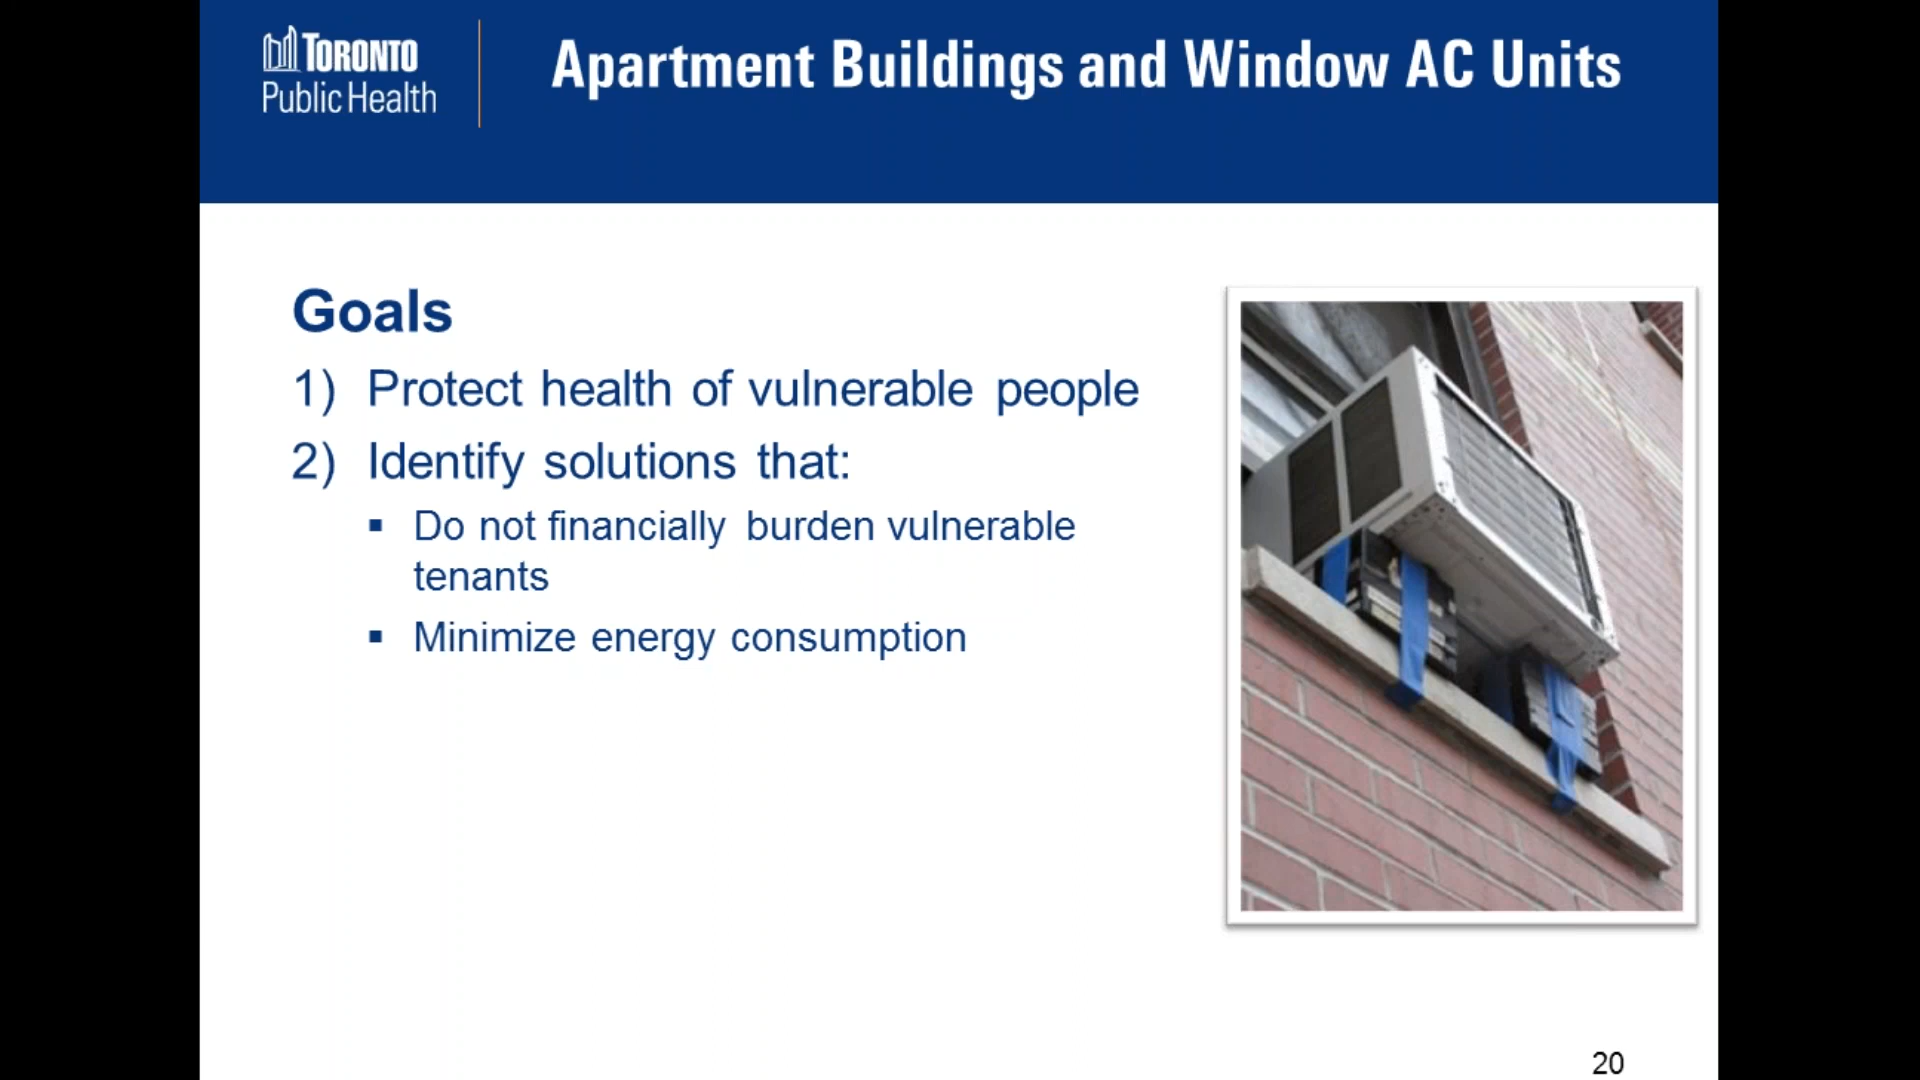 TORONTO
Public Health
Apartment Buildings and Window AC Units
Goals
1) Protect health of vulnerable people
2) Identify solutions that:
▪ Do not financially burden vulnerable
tenants
▪ Minimize energy consumption
20